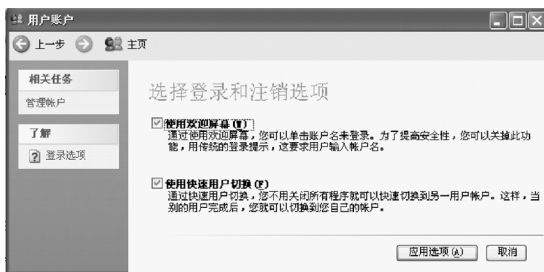 用户账户
上一步 主页
相关任务
管理帐户
了解
登录选项
选择登录和注销选项
使用欢迎屏幕(W)
通过使用欢迎屏幕，您可以单击账户名来登录。为了提高安全性，您可以关掉此功
能，用传统的登录提示，这要求用户输入帐户名。
使用快速用户切换(F)
通过快速用户切换，您不用关闭所有程序就可以快速切换到另一用户帐户。这样，当
别的用户完成后，您就可以切换到您自己的帐户。
应用选项(A) 取消